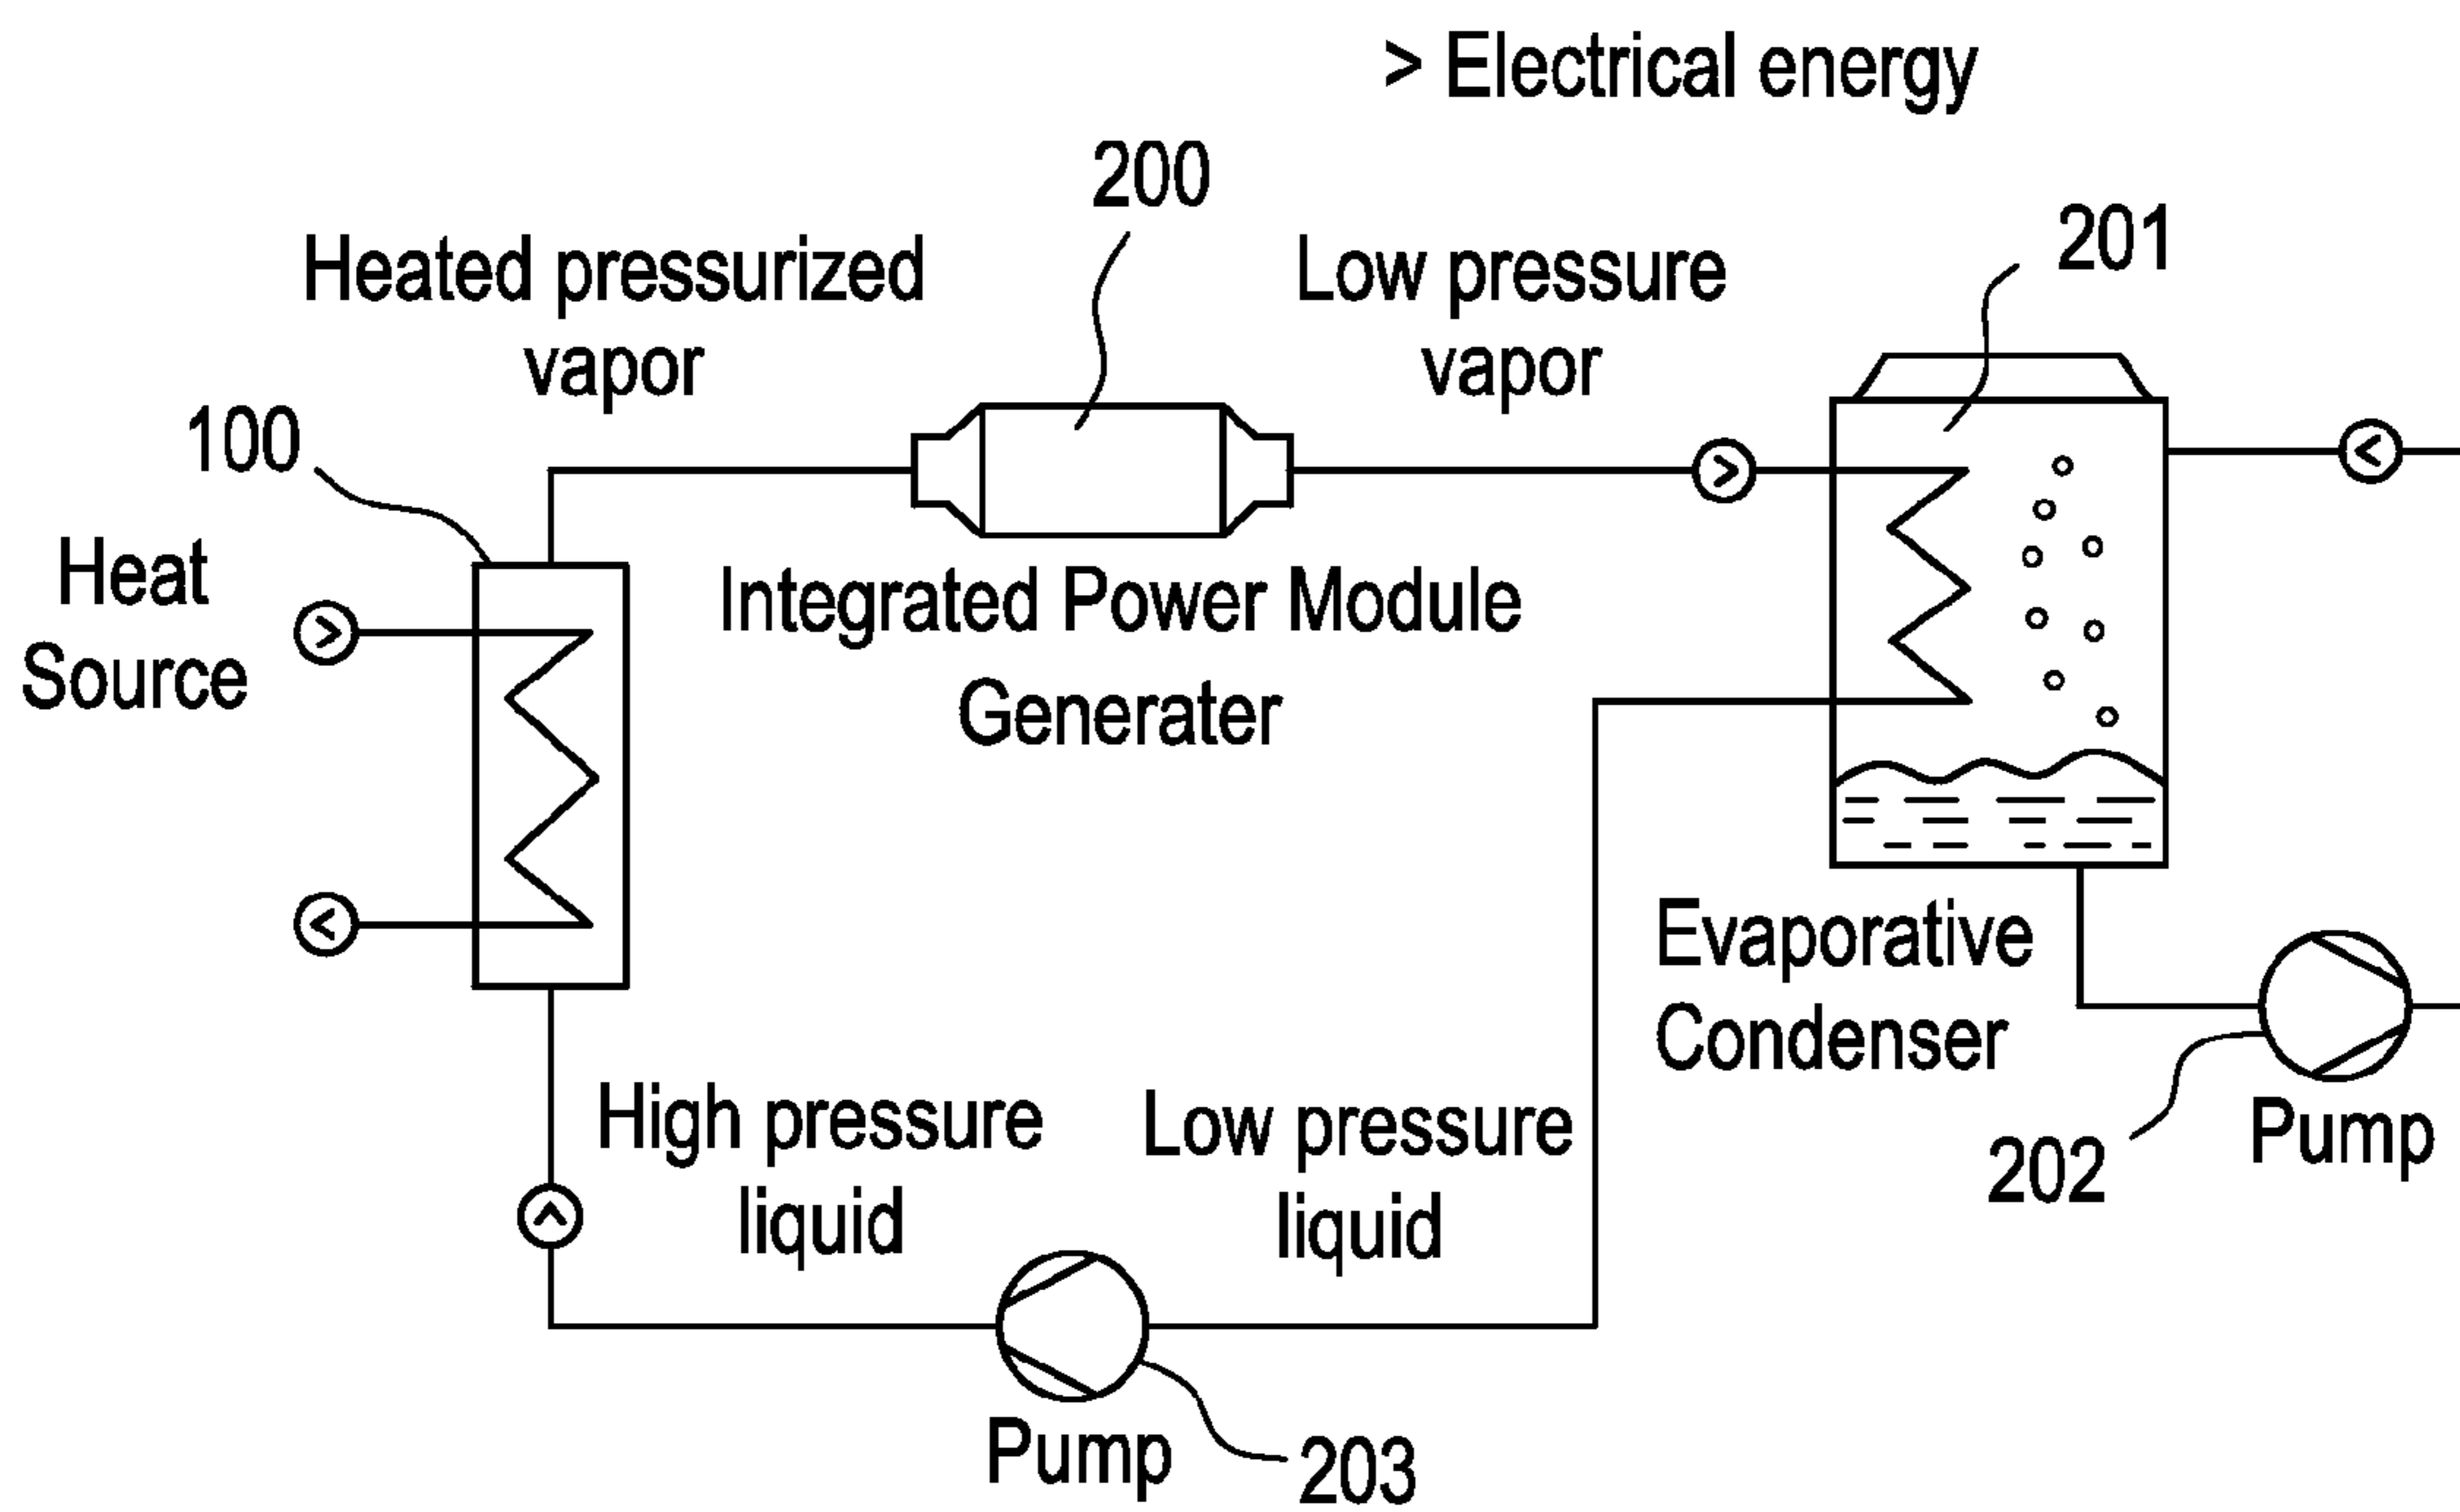 > Electrical energy
200
201
Heated pressurized
vapor
Low pressure
vapor
100
Heat
Source
Integrated Power Module
Generater
Evaporative
Condenser
High pressure
liquid
Low pressure
liquid
202
Pump
Pump
203